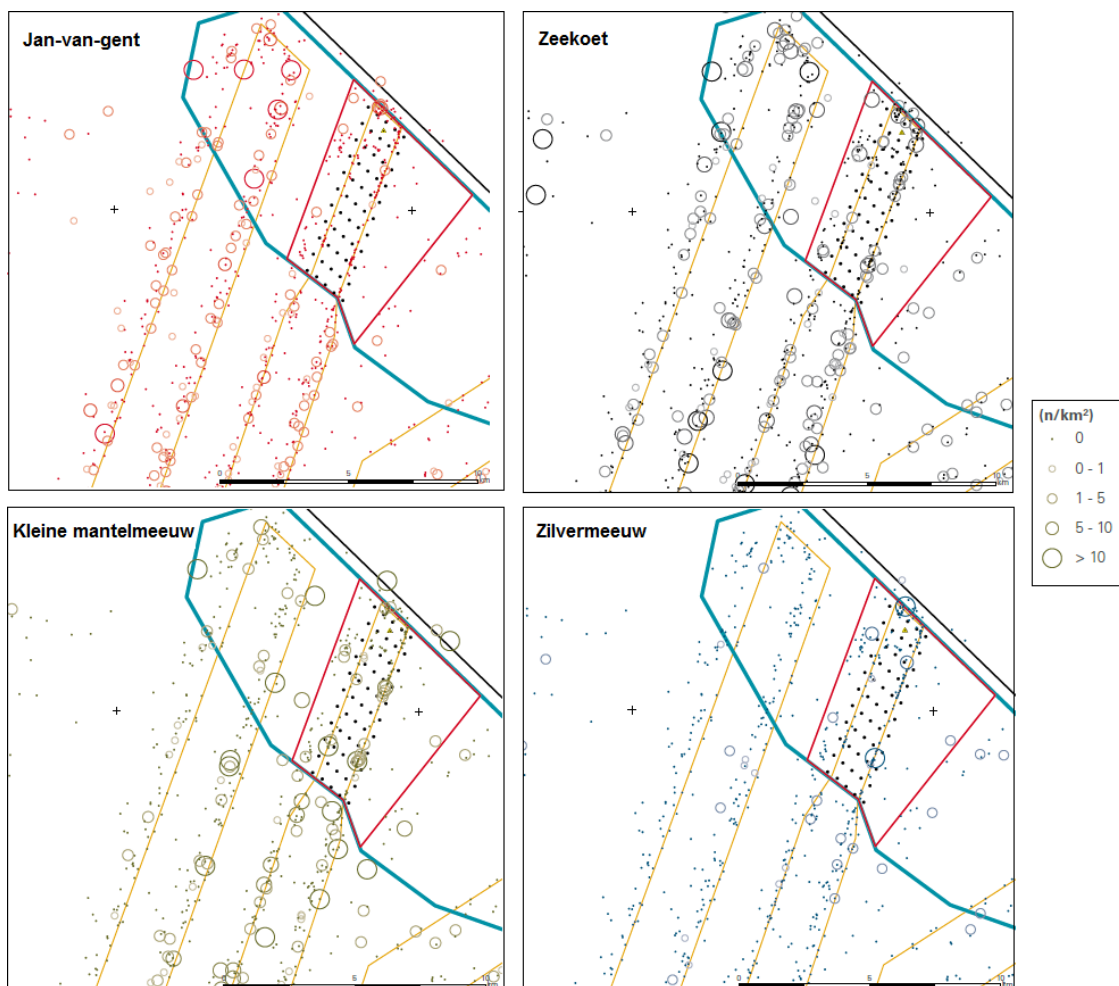 Jan-van-gent
Zeekoet
0 5 10
km
0 5 10
km
(n/km²)
0
0 - 1
1 - 5
5 - 10
> 10
Kleine mantelmeeuw
Zilvermeeuw
0 5 10
0 5 10